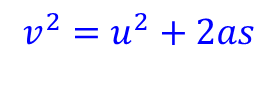 v² = u² + 2as